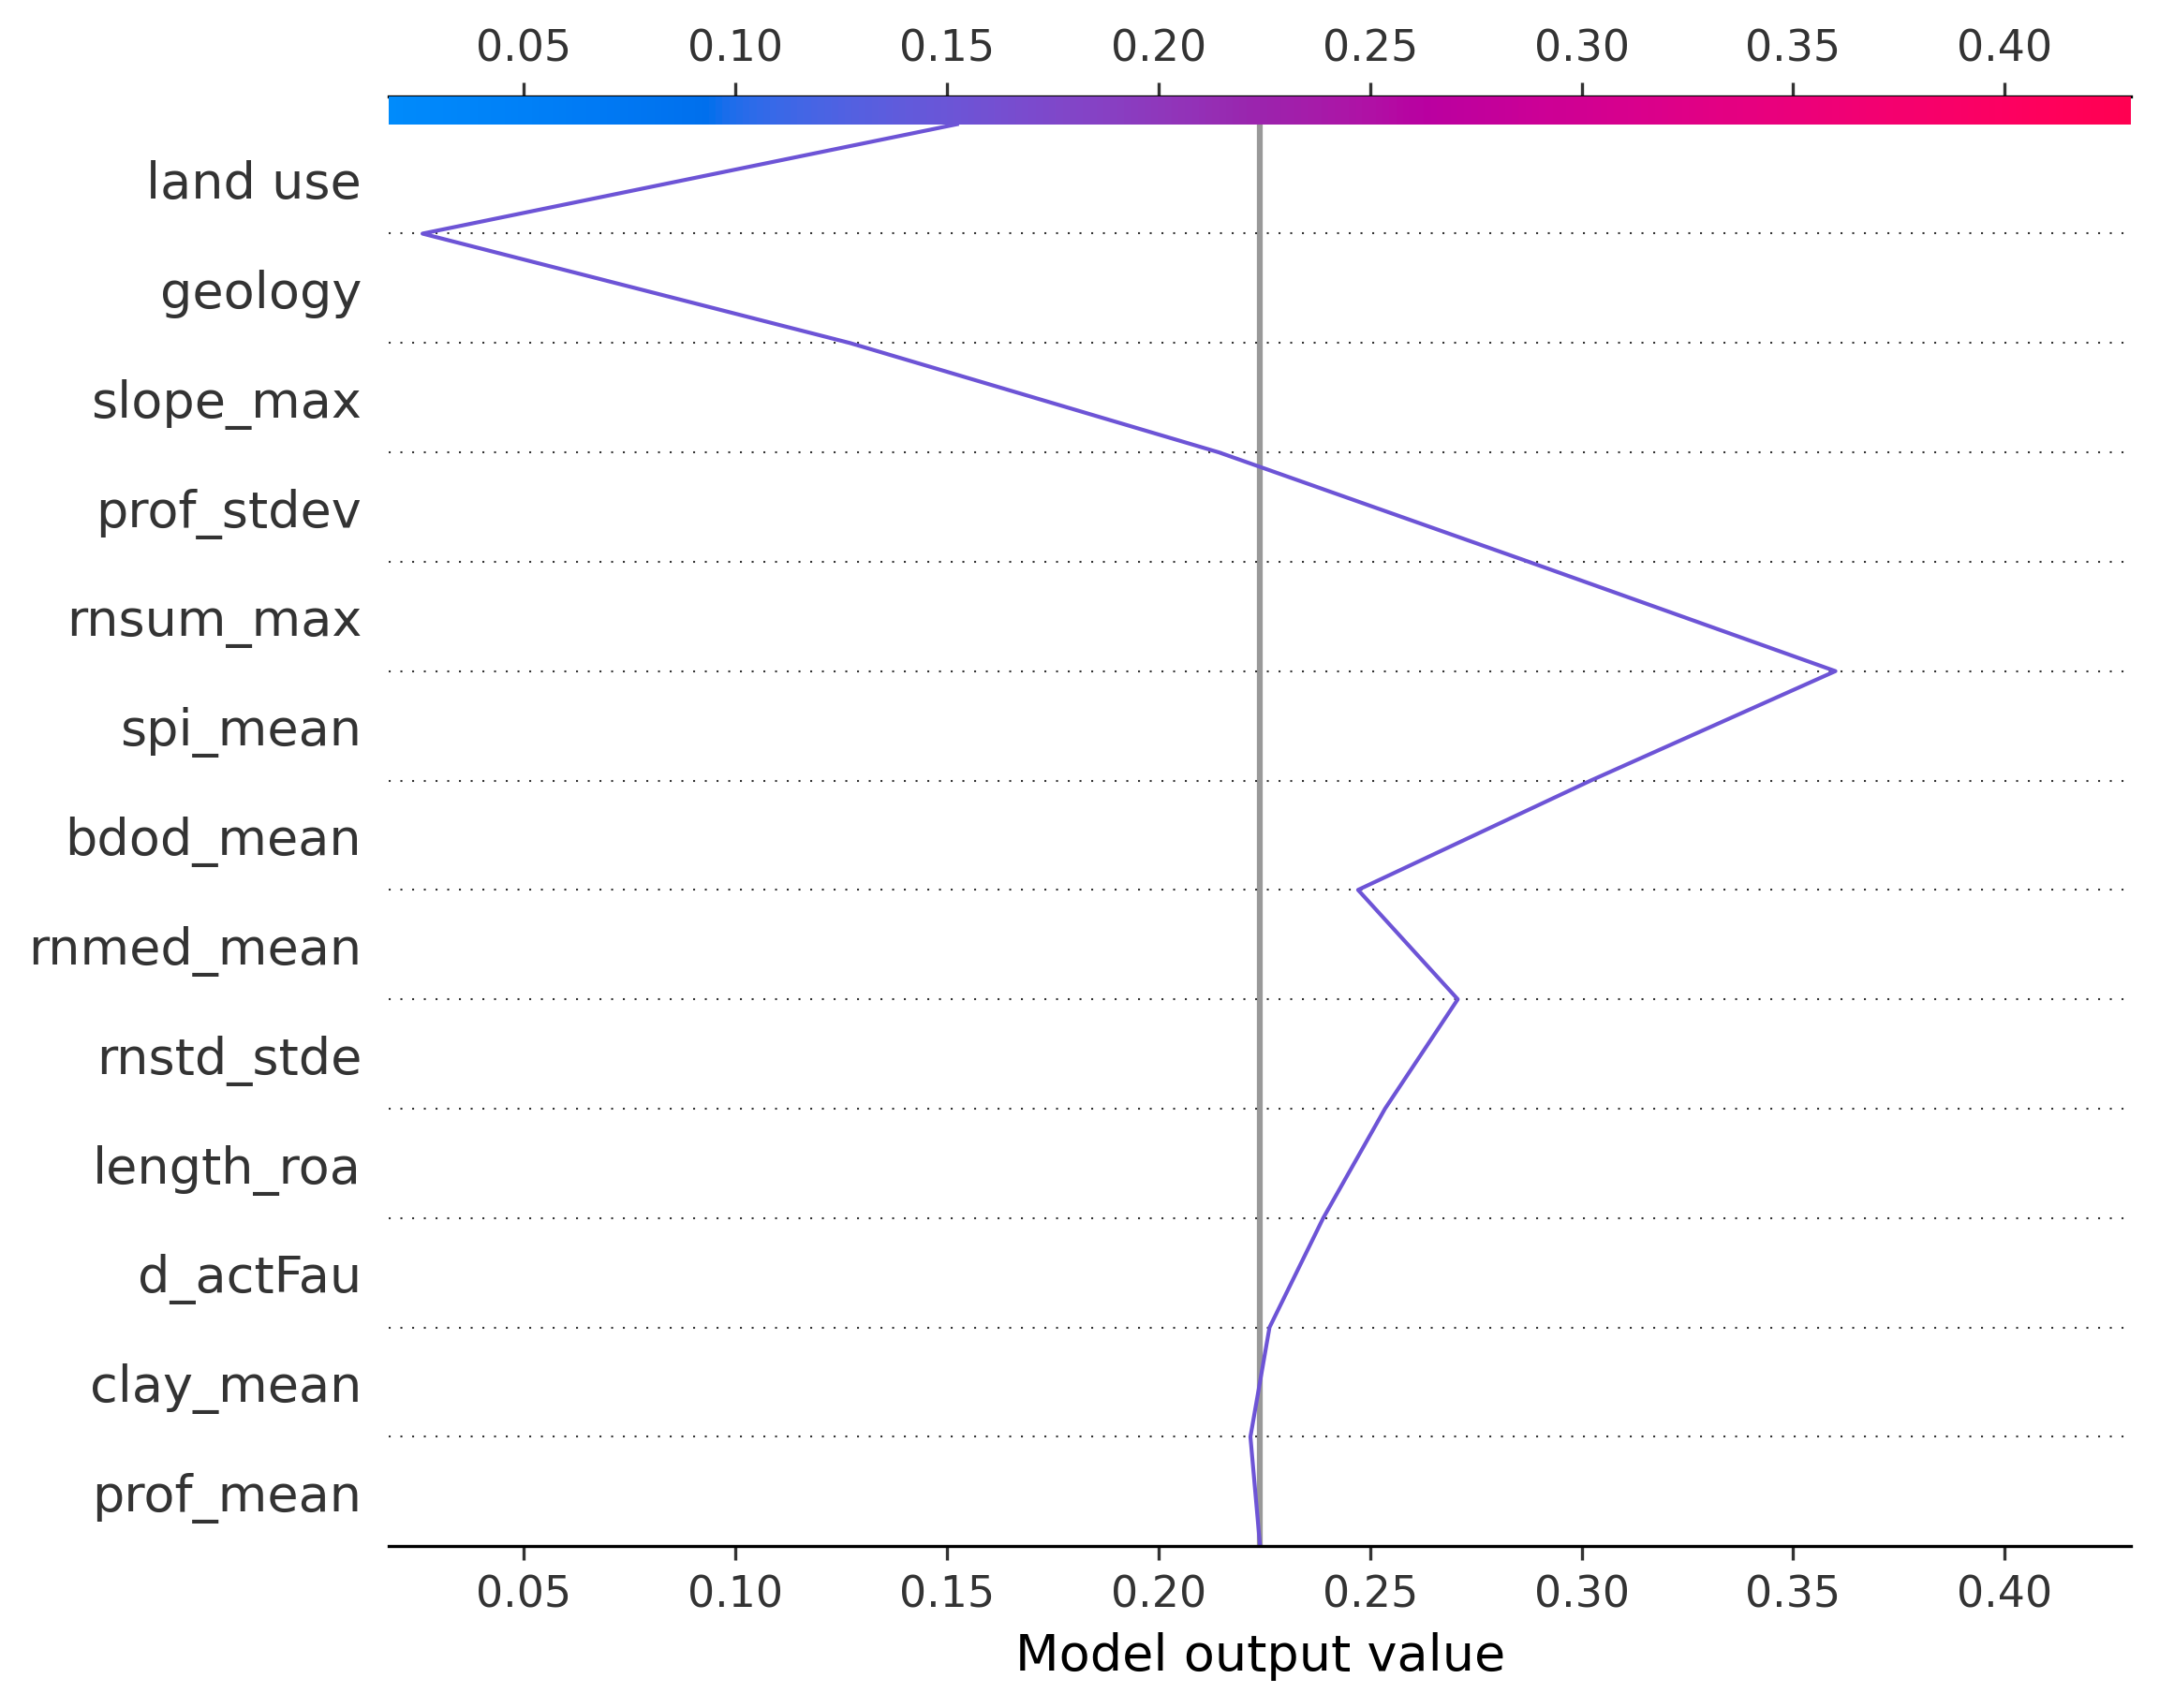 0.05 0.10 0.15 0.20 0.25 0.30 0.35 0.40
land use
geology
slope_max
prof_stdev
rnsum_max
spi_mean
bdod_mean
rnmed_mean
rnstd_stde
length_roa
d_actFau
clay_mean
prof_mean
0.05 0.10 0.15 0.20 0.25 0.30 0.35 0.40
Model output value